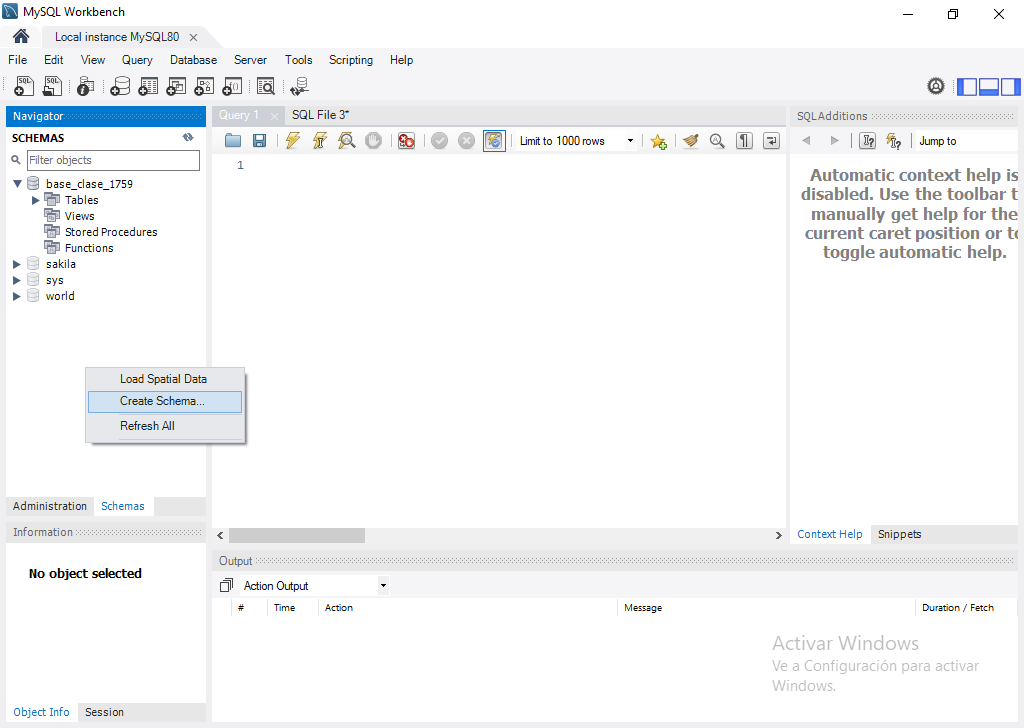 MySQL Workbench
Local instance MySQL80
File Edit View Query Database Server Tools Scripting Help
Navigator
SCHEMAS
Filter objects
base_clase_1759
Tables
Views
Stored Procedures
Functions
sakila
sys
world
Load Spatial Data
Create Schema...
Refresh All
Administration Schemas
Information
No object selected
Object Info Session
Query 1 SQL File 3*
Limit to 1000 rows
1
SQLAdditions
Jump to
Automatic context help is
disabled. Use the toolbar t
manually get help for the
current caret position or to
toggle automatic help.
Context Help Snippets
Output
Action Output
# Time Action Message Duration / Fetch
Activar Windows
Ve a Configuración para activar
Windows.